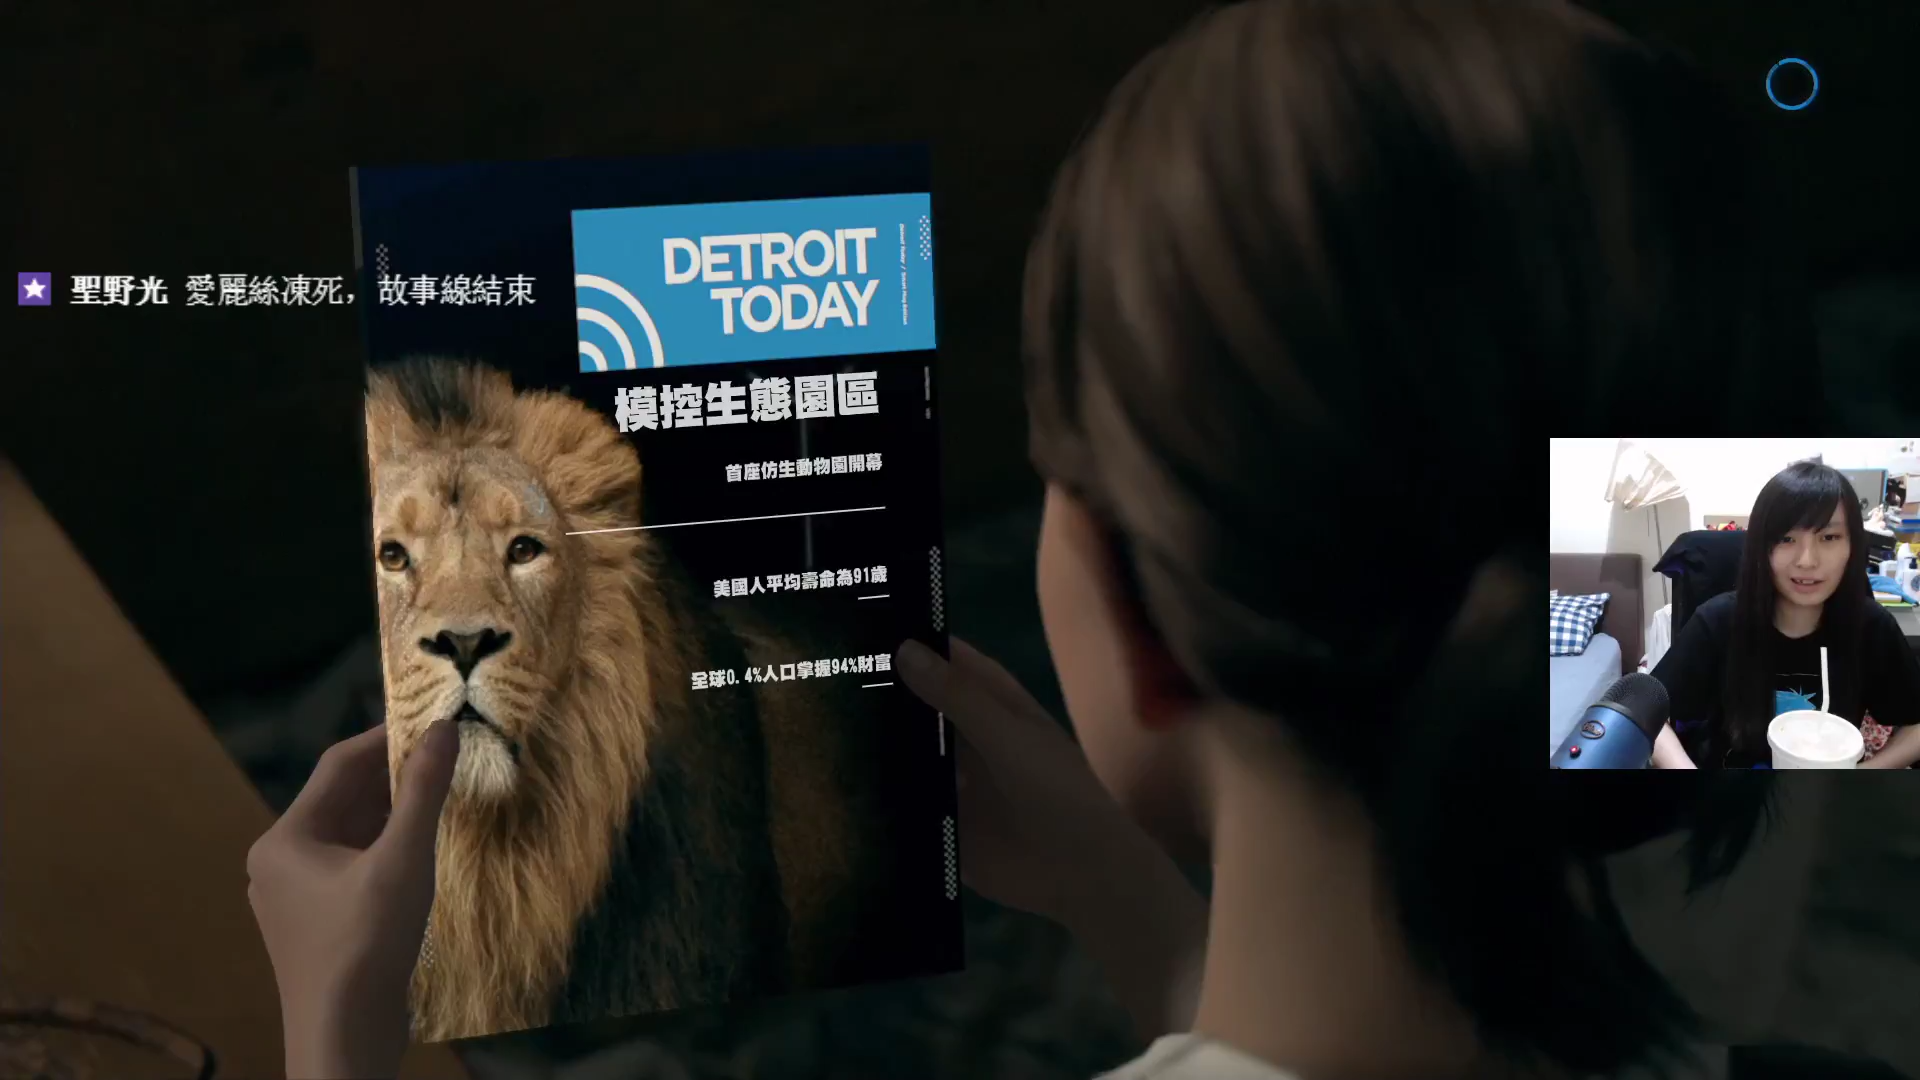 聖野光 愛麗絲凍死，故事線結束
DETROIT
TODAY
模控生態園區
首座仿生動物園開幕
美國人平均壽命為91歲
全球0.4%人口掌握94%財富